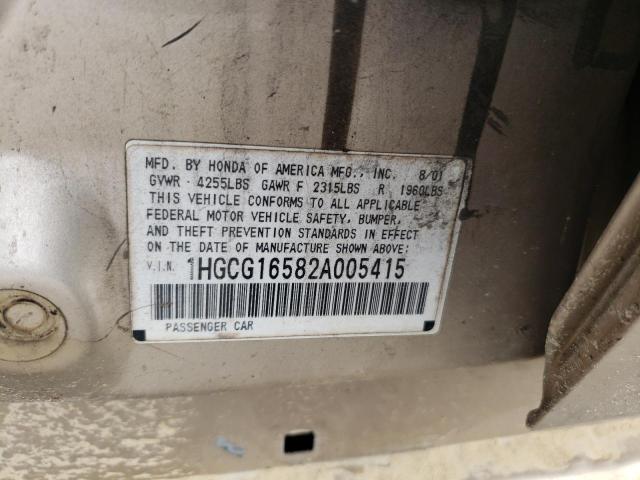 MFD. BY HONDA OF AMERICA MFG., INC. 8/01
GVWR - 4255LBS GAWR F 2315LBS R 1960LBS
THIS VEHICLE CONFORMS TO ALL APPLICABLE
FEDERAL MOTOR VEHICLE SAFETY, BUMPER,
AND THEFT PREVENTION STANDARDS IN EFFECT
ON THE DATE OF MANUFACTURE SHOWN ABOVE:
V.I.N. 1HGCG16582A005415
PASSENGER CAR